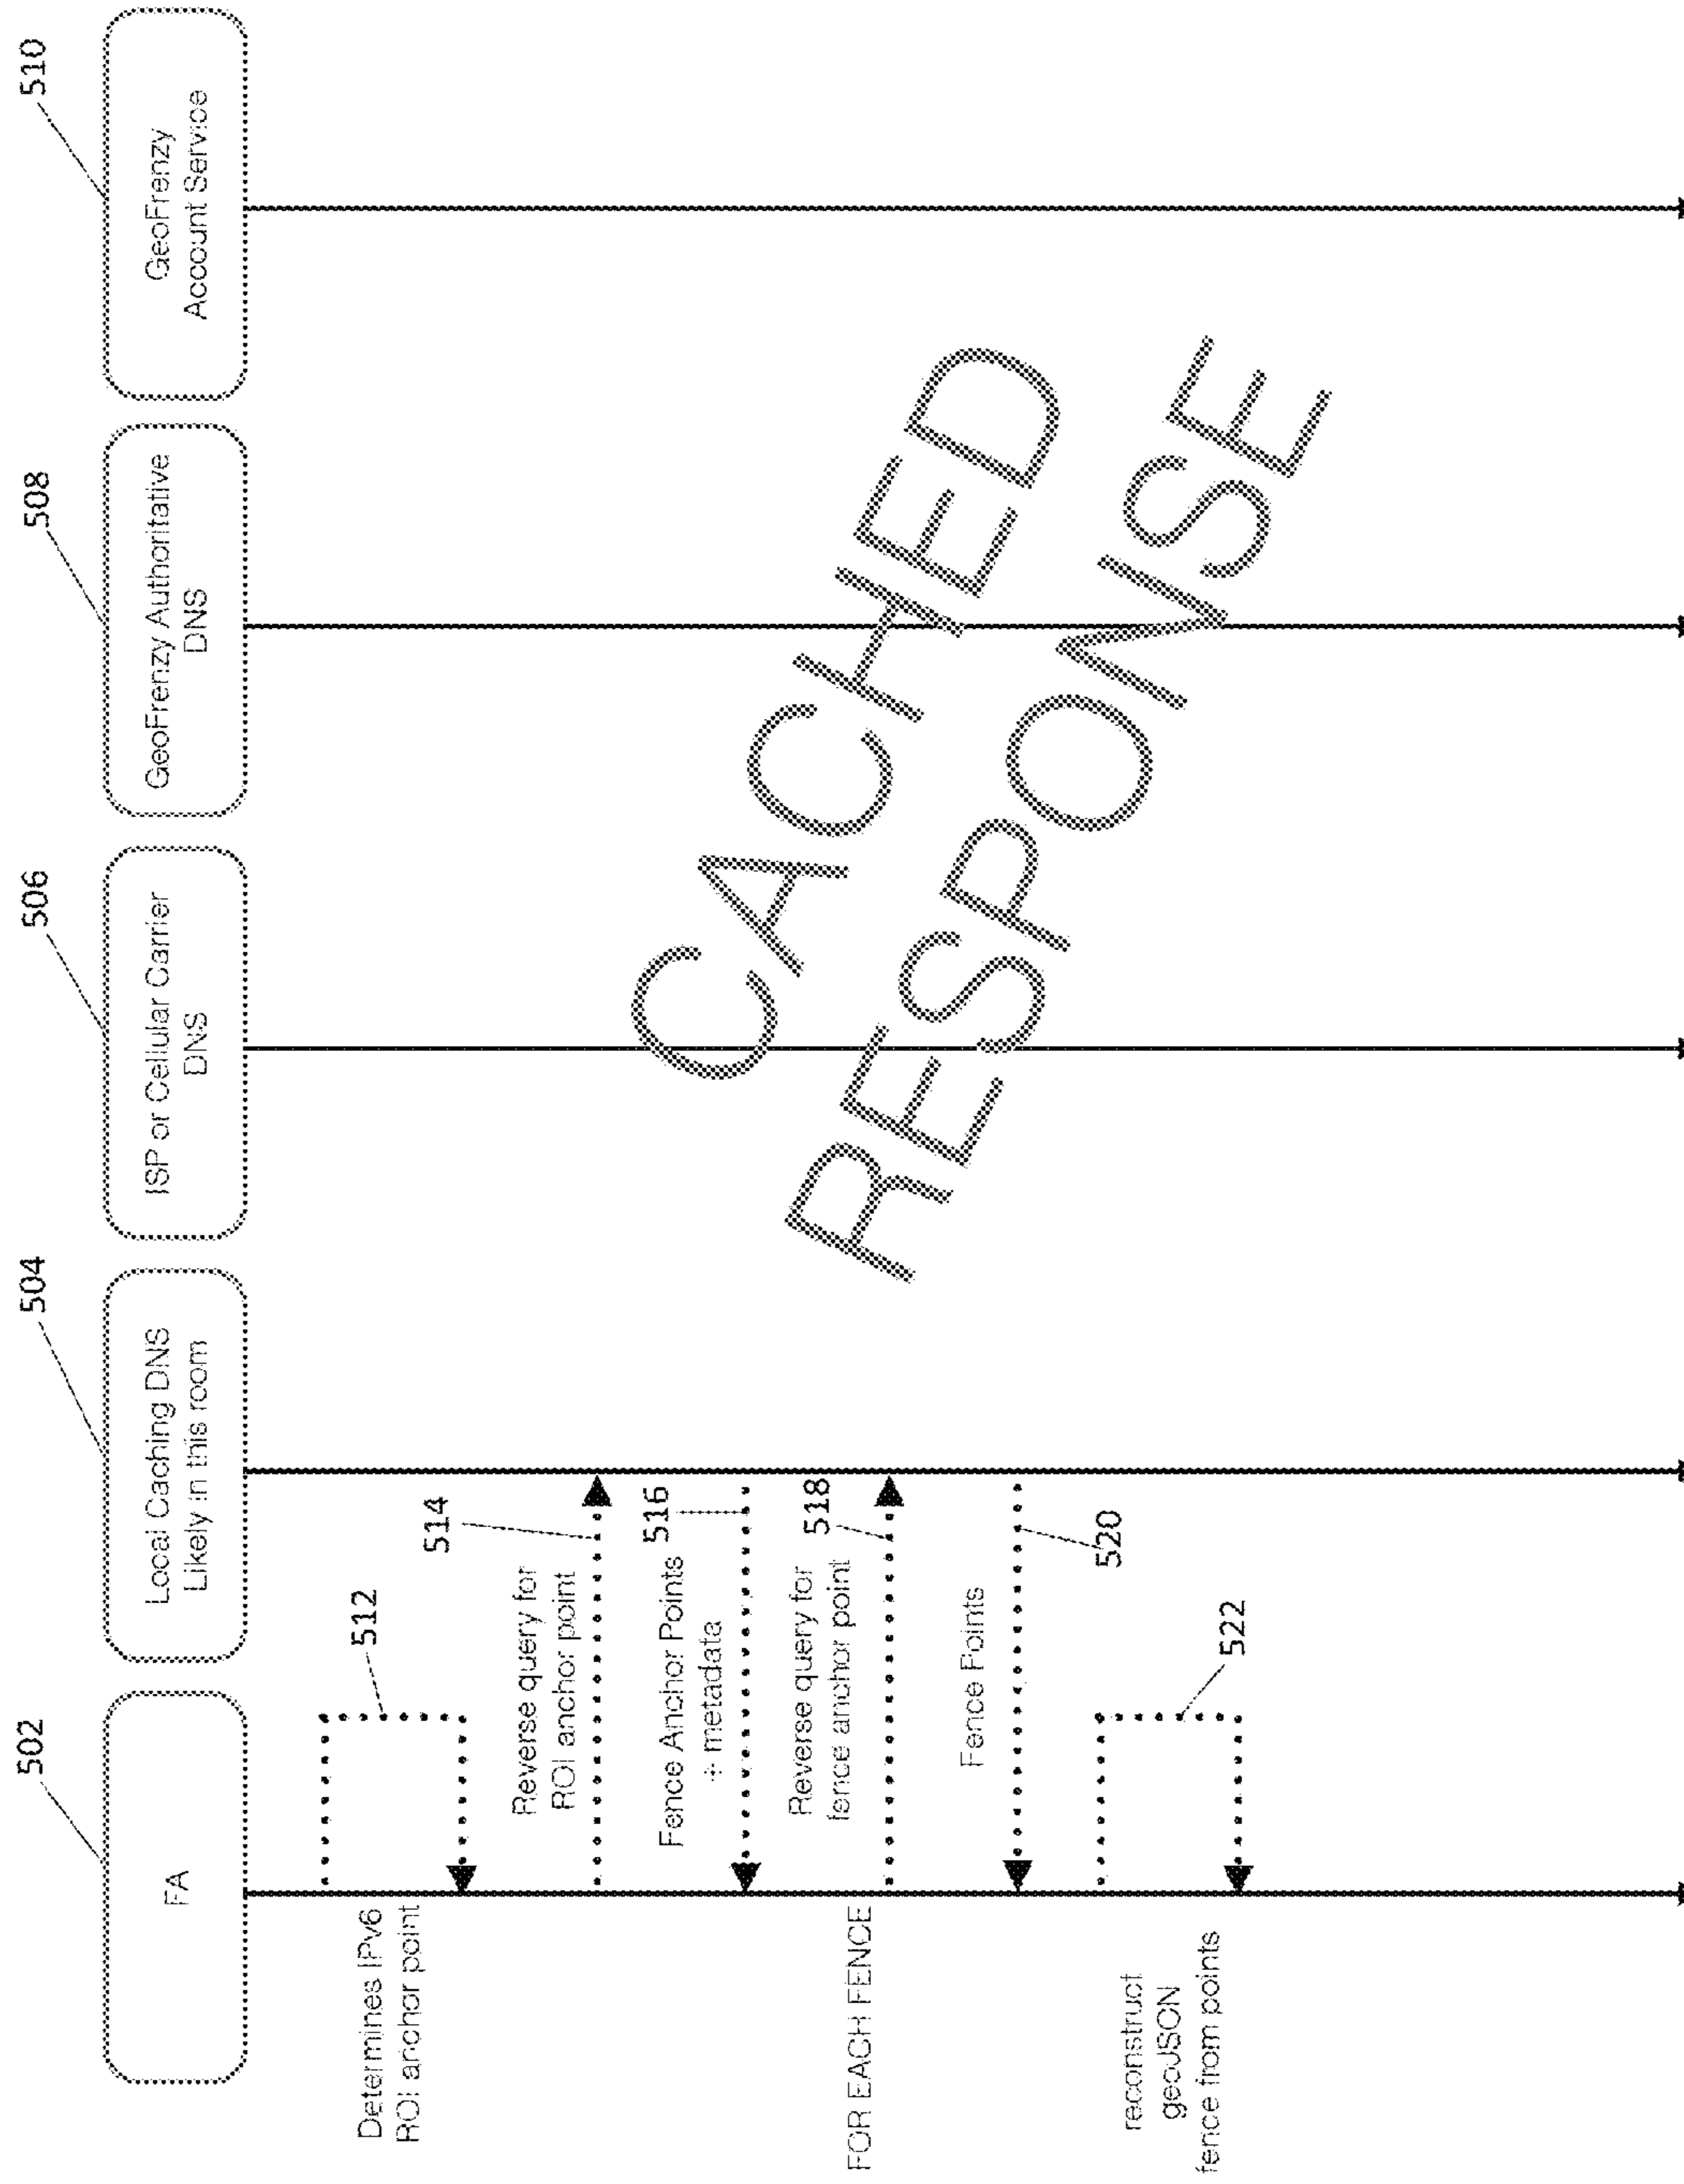 502
504
506
508
510
FA
Local Caching DNS
Likely in this room
ISP or Cellular Carrier
DNS
GeoFrenzy Authoritative
DNS
GeoFrenzy
Account Service
Determines IPv6
ROI anchor point
512
Reverse query for
ROI anchor point
514
Fence Anchor Points
+ metadata
516
FOR EACH FENCE
Reverse query for
fence anchor point
518
Fence Points
520
reconstruct
geoJSON
fence from points
522
CACHED
RESPONSE